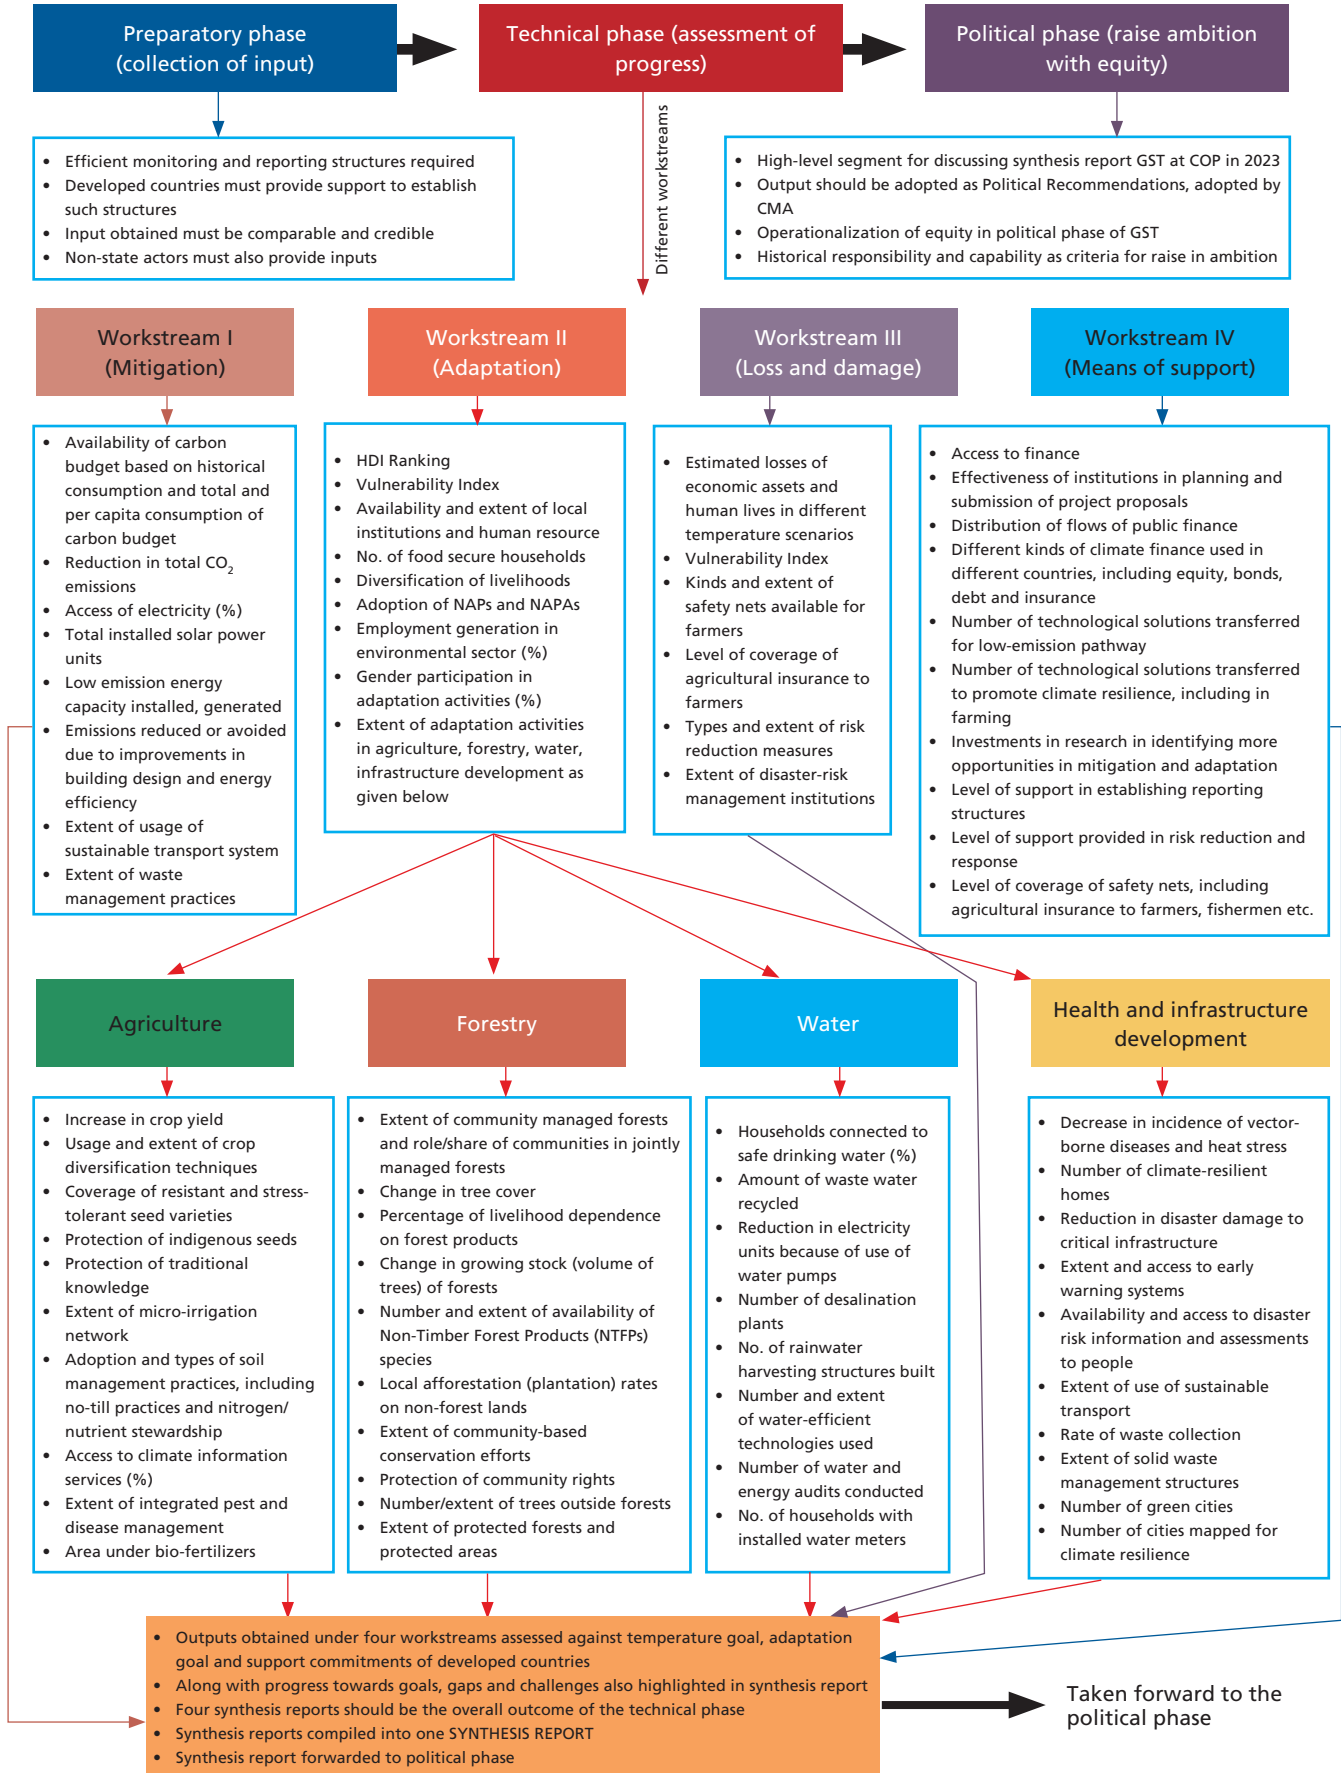 Preparatory phase
(collection of input)
Technical phase (assessment of
progress)
Political phase (raise ambition
with equity)
• Efficient monitoring and reporting structures required
• Developed countries must provide support to establish
such structures
• Input obtained must be comparable and credible
• Non-state actors must also provide inputs
Different workstreams
• High-level segment for discussing synthesis report GST at COP in 2023
• Output should be adopted as Political Recommendations, adopted by
CMA
• Operationalization of equity in political phase of GST
• Historical responsibility and capability as criteria for raise in ambition
Workstream I
(Mitigation)
Workstream II
(Adaptation)
Workstream III
(Loss and damage)
Workstream IV
(Means of support)
• Availability of carbon
budget based on historical
consumption and total and
per capita consumption of
carbon budget
• Reduction in total CO2
emissions
• Access of electricity (%)
• Total installed solar power
units
• Low emission energy
capacity installed, generated
• Emissions reduced or avoided
due to improvements in
building design and energy
efficiency
• Extent of usage of
sustainable transport system
• Extent of waste
management practices
• HDI Ranking
• Vulnerability Index
• Availability and extent of local
institutions and human resource
• No. of food secure households
• Diversification of livelihoods
• Adoption of NAPs and NAPAs
• Employment generation in
environmental sector (%)
• Gender participation in
adaptation activities (%)
• Extent of adaptation activities
in agriculture, forestry, water,
infrastructure development as
given below
• Estimated losses of
economic assets and
human lives in different
temperature scenarios
• Vulnerability Index
• Kinds and extent of
safety nets available for
farmers
• Level of coverage of
agricultural insurance to
farmers
• Types and extent of risk
reduction measures
• Extent of disaster-risk
management institutions
• Access to finance
• Effectiveness of institutions in planning and
submission of project proposals
• Distribution of flows of public finance
• Different kinds of climate finance used in
different countries, including equity, bonds,
debt and insurance
• Number of technological solutions transferred
for low-emission pathway
• Number of technological solutions transferred
to promote climate resilience, including in
farming
• Investments in research in identifying more
opportunities in mitigation and adaptation
• Level of support in establishing reporting
structures
• Level of support provided in risk reduction and
response
• Level of coverage of safety nets, including
agricultural insurance to farmers, fishermen etc.
Agriculture
Forestry
Water
Health and infrastructure
development
• Increase in crop yield
• Usage and extent of crop
diversification techniques
• Coverage of resistant and stress-
tolerant seed varieties
• Protection of indigenous seeds
• Protection of traditional
knowledge
• Extent of micro-irrigation
network
• Adoption and types of soil
management practices, including
no-till practices and nitrogen/
nutrient stewardship
• Access to climate information
services (%)
• Extent of integrated pest and
disease management
• Area under bio-fertilizers
• Extent of community managed forests
and role/share of communities in jointly
managed forests
• Change in tree cover
• Percentage of livelihood dependence
on forest products
• Change in growing stock (volume of
trees) of forests
• Number and extent of availability of
Non-Timber Forest Products (NTFPs)
species
• Local afforestation (plantation) rates
on non-forest lands
• Extent of community-based
conservation efforts
• Protection of community rights
• Number/extent of trees outside forests
• Extent of protected forests and
protected areas
• Households connected to
safe drinking water (%)
• Amount of waste water
recycled
• Reduction in electricity
units because of use of
water pumps
• Number of desalination
plants
• No. of rainwater
harvesting structures built
• Number and extent
of water-efficient
technologies used
• Number of water and
energy audits conducted
• No. of households with
installed water meters
• Decrease in incidence of vector-
borne diseases and heat stress
• Number of climate-resilient
homes
• Reduction in disaster damage to
critical infrastructure
• Extent and access to early
warning systems
• Availability and access to disaster
risk information and assessments
to people
• Extent of use of sustainable
transport
• Rate of waste collection
• Extent of solid waste
management structures
• Number of green cities
• Number of cities mapped for
climate resilience
• Outputs obtained under four workstreams assessed against temperature goal, adaptation
goal and support commitments of developed countries
• Along with progress towards goals, gaps and challenges also highlighted in synthesis report
• Four synthesis reports should be the overall outcome of the technical phase
• Synthesis reports compiled into one SYNTHESIS REPORT
• Synthesis report forwarded to political phase
Taken forward to the
political phase